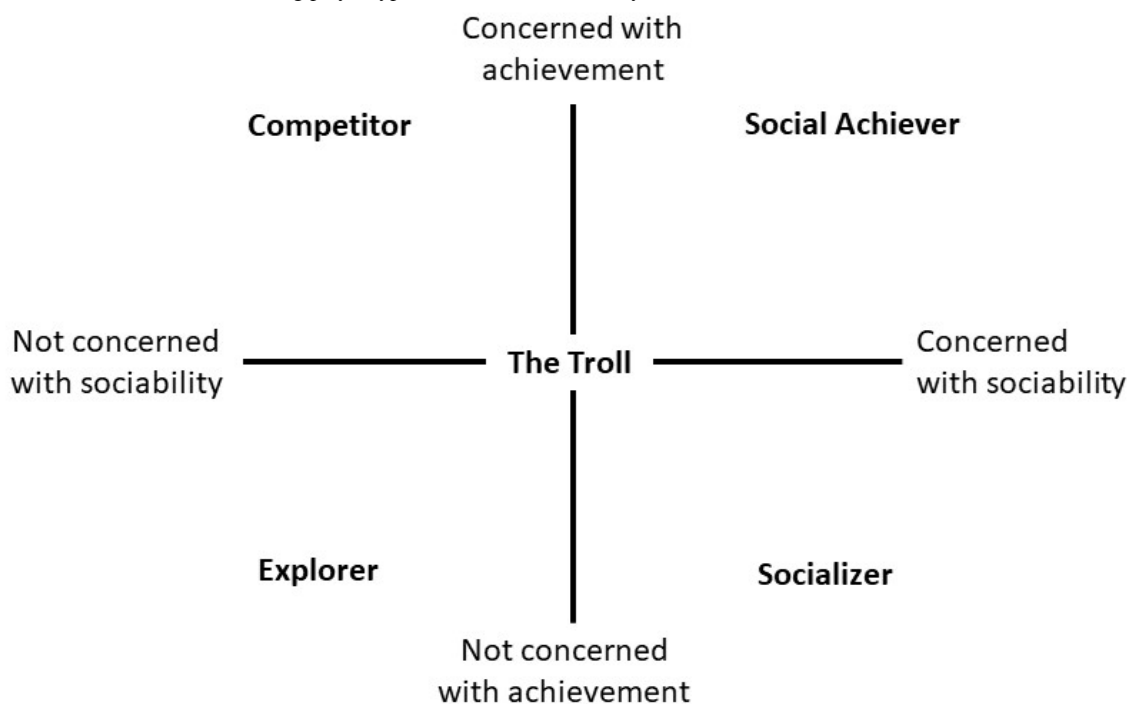 Concerned with
achievement
Competitor
Social Achiever
Not concerned
with sociability
The Troll
Concerned
with sociability
Explorer
Socializer
Not concerned
with achievement